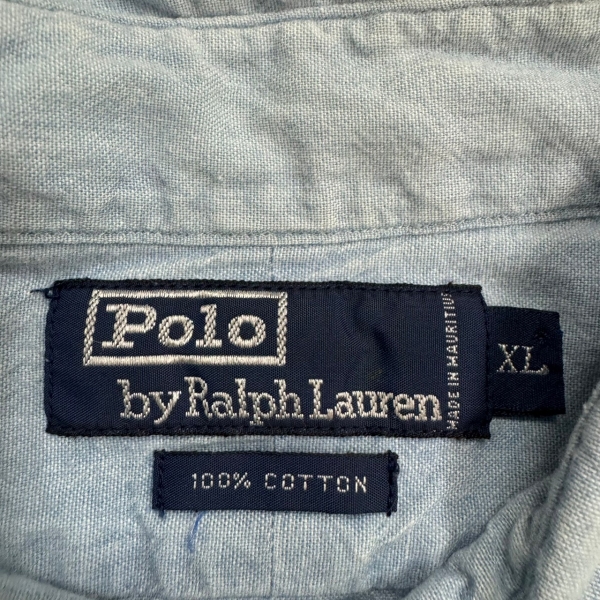 Polo
by Ralph Lauren
MADE IN MAURITIUS
XL
100% COTTON